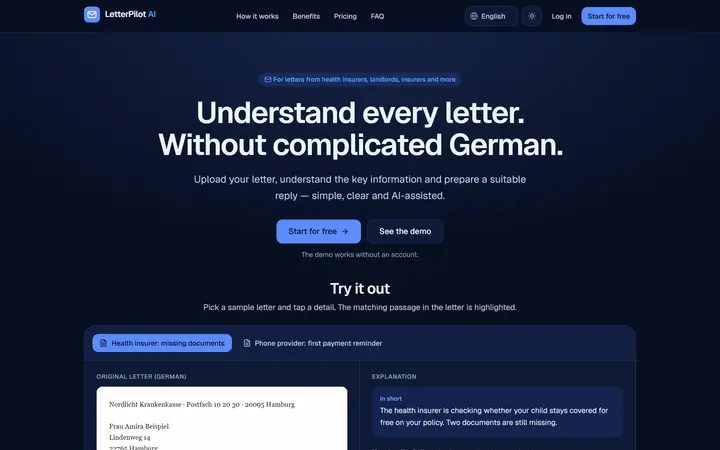 LetterPilot AI
How it works
Benefits
Pricing
FAQ
English
Log in
Start for free
For letters from health insurers, landlords, insurers and more
Understand every letter.
Without complicated German.
Upload your letter, understand the key information and prepare a suitable
reply — simple, clear and AI-assisted.
Start for free →
See the demo
The demo works without an account.
Try it out
Pick a sample letter and tap a detail. The matching passage in the letter is highlighted.
Health insurer: missing documents
Phone provider: first payment reminder
ORIGINAL LETTER (GERMAN)
Nordlicht Krankenkasse · Postfach 10 20 30 · 20095 Hamburg
Frau Amira Beispiel
Lindenweg 14
22765 Hamburg
EXPLANATION
In short
The health insurer is checking whether your child stays covered for
free on your policy. Two documents are still missing.